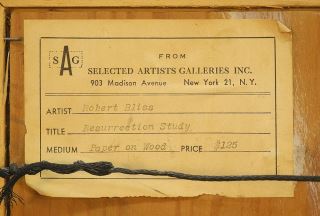 SAG
FROM
SELECTED ARTISTS GALLERIES INC.
903 Madison Avenue New York 21, N.Y.
ARTIST Robert Bliss
TITLE Resurrection Study
MEDIUM Paper on Wood PRICE $125